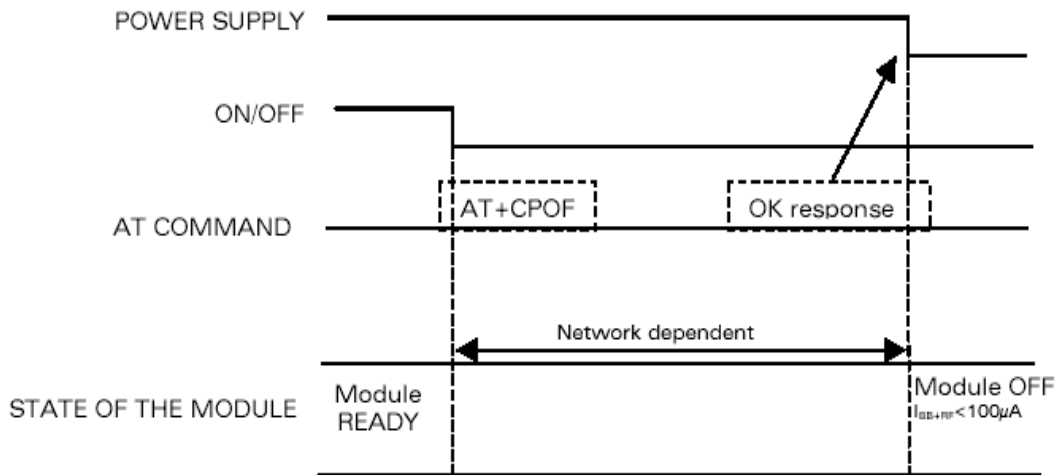 POWER SUPPLY
ON/OFF
AT+CPOF
OK response
AT COMMAND
Network dependent
STATE OF THE MODULE
Module
READY
Module OFF
I_BB+RF<100µA